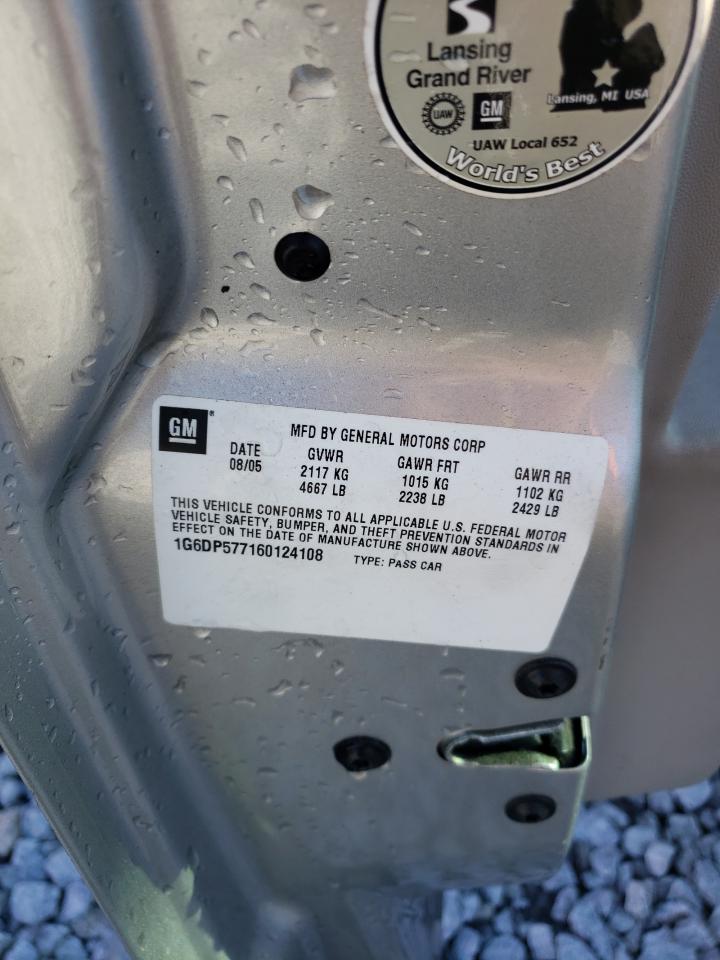 Lansing
Grand River
Lansing, MI USA
UAW
GM
UAW Local 652
World's Best
GM ®
MFD BY GENERAL MOTORS CORP
DATE GVWR GAWR FRT GAWR RR
08/05 2117 KG 1015 KG 1102 KG
4667 LB 2238 LB 2429 LB
THIS VEHICLE CONFORMS TO ALL APPLICABLE U.S. FEDERAL MOTOR
VEHICLE SAFETY, BUMPER, AND THEFT PREVENTION STANDARDS IN
EFFECT ON THE DATE OF MANUFACTURE SHOWN ABOVE.
1G6DP577160124108 TYPE: PASS CAR